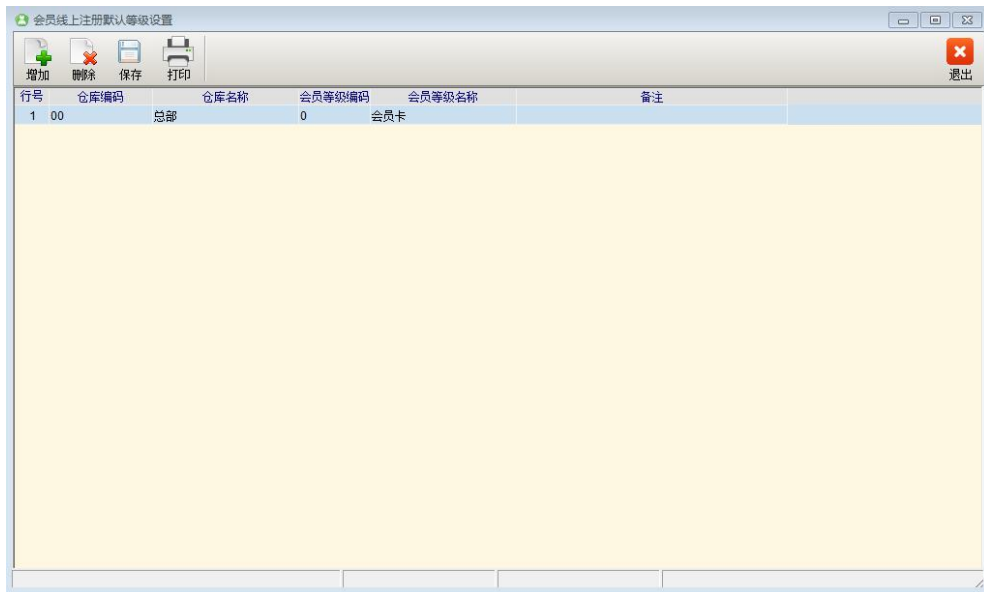 会员线上注册默认等级设置
增加 删除 保存 打印 退出
行号 仓库编码 仓库名称 会员等级编码 会员等级名称 备注
1 00 总部 0 会员卡